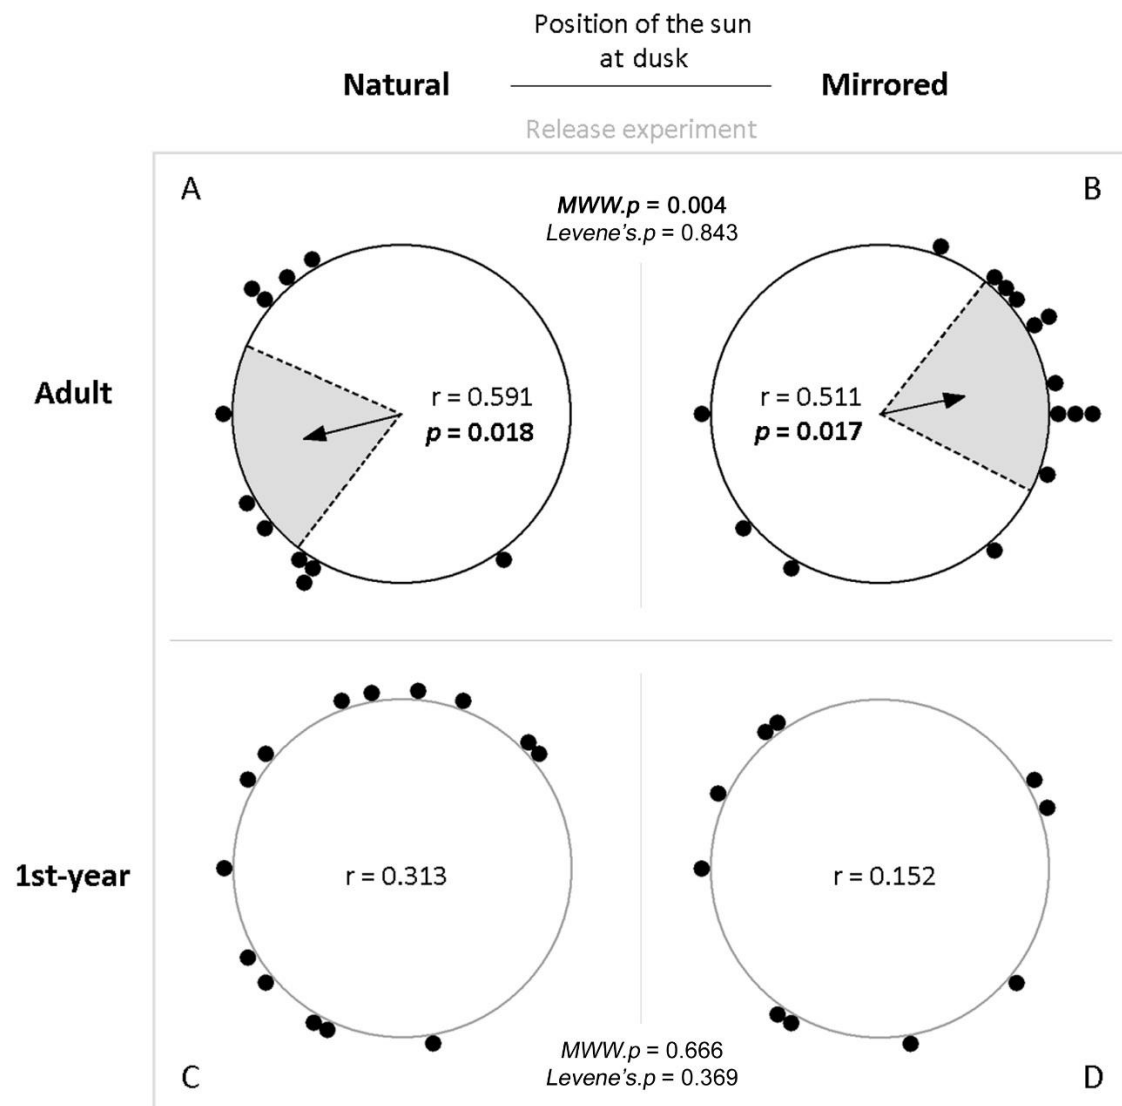 Position of the sun
at dusk
Natural
Mirrored
Release experiment
A
B
MWW.p = 0.004
Levene's.p = 0.843
Adult
r = 0.591
p = 0.018
r = 0.511
p = 0.017
1st-year
r = 0.313
r = 0.152
MWW.p = 0.666
Levene's.p = 0.369
C
D